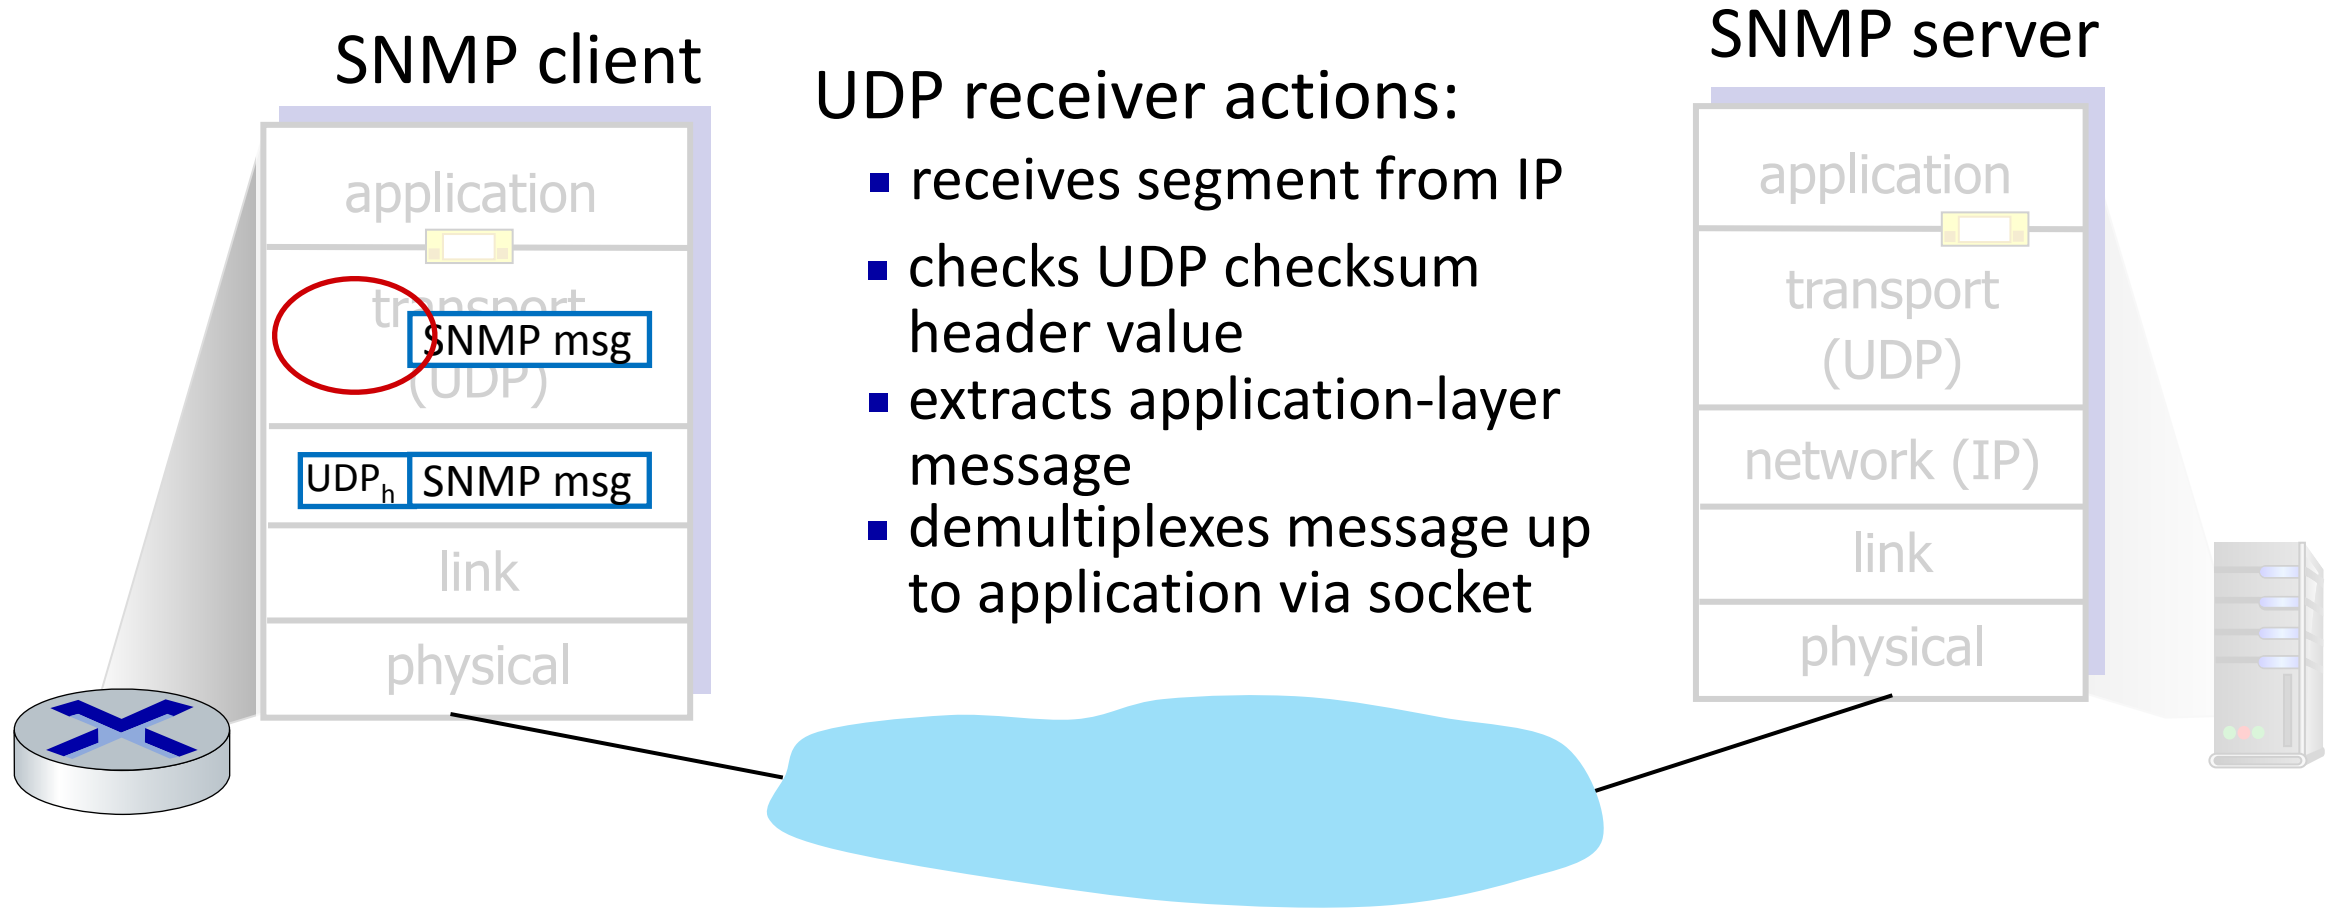 SNMP client
application
transport
SNMP msg
(UDP)
UDPh SNMP msg
link
physical
UDP receiver actions:
receives segment from IP
checks UDP checksum
header value
extracts application-layer
message
demultiplexes message up
to application via socket
SNMP server
application
transport
(UDP)
network (IP)
link
physical